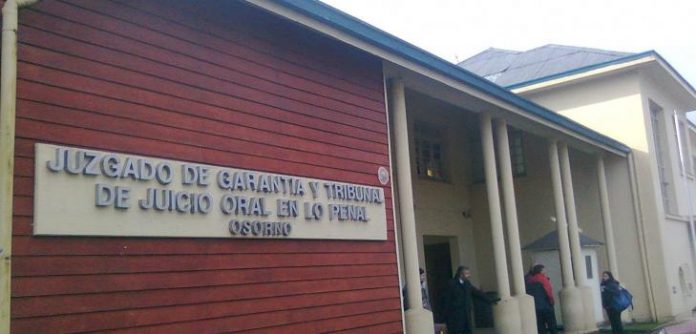 JUZGADO DE GARANTIA Y TRIBUNAL
DE JUICIO ORAL EN LO PENAL
OSORNO